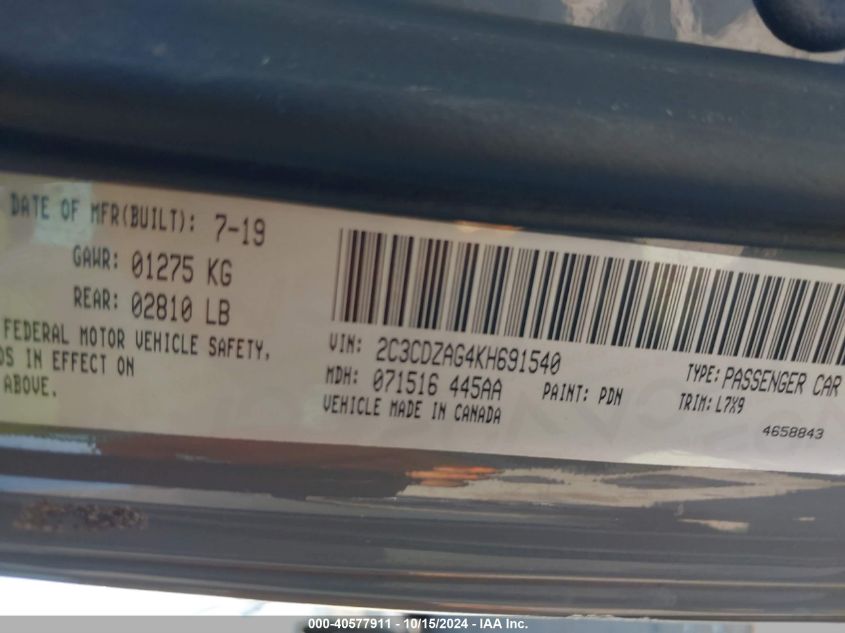 DATE OF MFR(BUILT): 7-19
GAWR: 01275 KG
REAR: 02810 LB
FEDERAL MOTOR VEHICLE SAFETY,
DS IN EFFECT ON
ABOVE.
VIN: 2C3CDZAG4KH691540
MDH: 071516 445AA
PAINT: PDN
VEHICLE MADE IN CANADA
TYPE: PASSENGER CAR
TRIM: L7X9
4658843
000-40577911 - 10/15/2024 - Copyright © 2024 IAA, Inc.